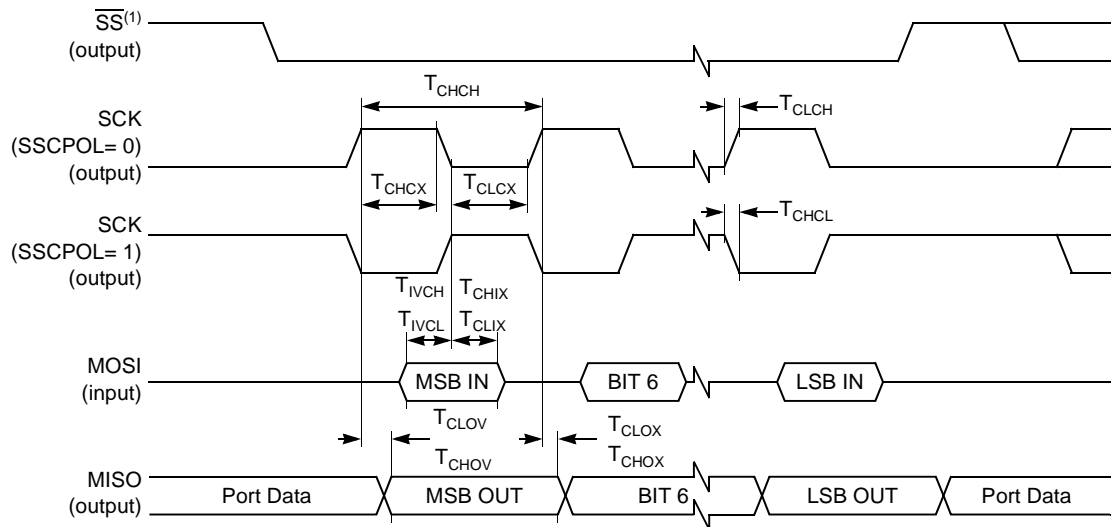 SS(1)
(output)
SCK
(SSCPOL= 0)
(output)
TCHCH
TCLCH
TCHCX
TCLCX
SCK
(SSCPOL= 1)
(output)
TCHCL
TIVCH
TCHIX
TIVCL
TCLIX
MOSI
(input)
MSB IN
BIT 6
LSB IN
TCLOV
TCLOX
TCHOV
TCHOX
MISO
(output)
Port Data
MSB OUT
BIT 6
LSB OUT
Port Data